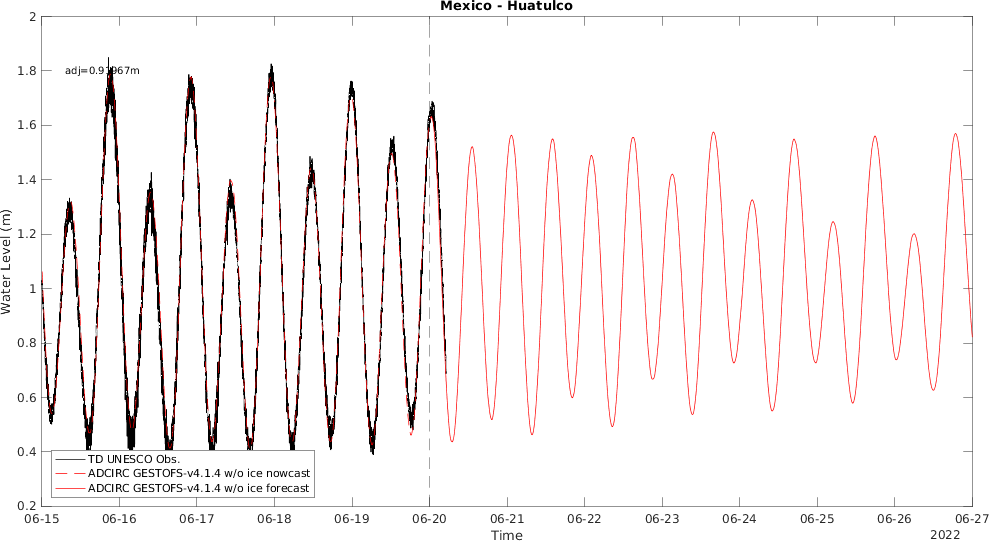 Mexico - Huatulco
2
1.8
1.6
1.4
1.2
1
0.8
0.6
0.4
0.2
Water Level (m)
TD UNESCO Obs.
ADCIRC GESTOFS-v4.1.4 w/o ice nowcast
ADCIRC GESTOFS-v4.1.4 w/o ice forecast
06-15 06-16 06-17 06-18 06-19 06-20 06-21 06-22 06-23 06-24 06-25 06-26 06-27
Time
2022